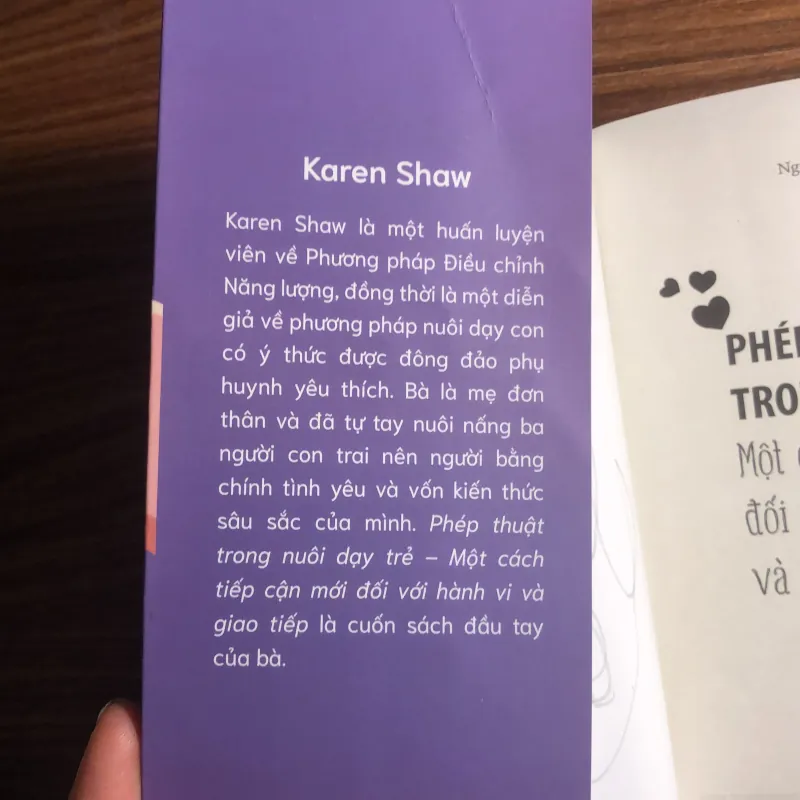 Karen Shaw
Karen Shaw là một huấn luyện
viên về Phương pháp Điều chỉnh
Năng lượng, đồng thời là một diễn
giả về phương pháp nuôi dạy con
có ý thức được đông đảo phụ
huynh yêu thích. Bà là mẹ đơn
thân và đã tự tay nuôi nấng ba
người con trai nên người bằng
chính tình yêu và vốn kiến thức
sâu sắc của mình. Phép thuật
trong nuôi dạy trẻ – Một cách
tiếp cận mới đối với hành vi và
giao tiếp là cuốn sách đầu tay
của bà.
Một
đối
và